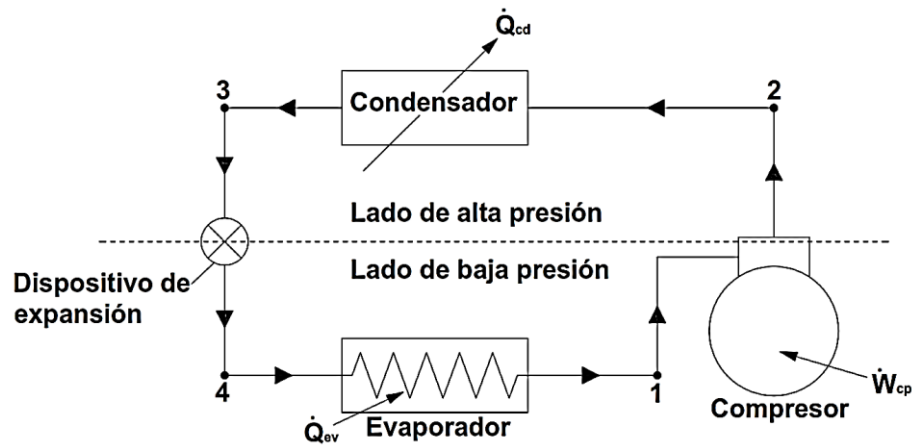 Q̇cd
3
Condensador
2
Lado de alta presión
Lado de baja presión
Dispositivo de
expansión
4
Q̇ev
Evaporador
1
Compresor
Ẇcp